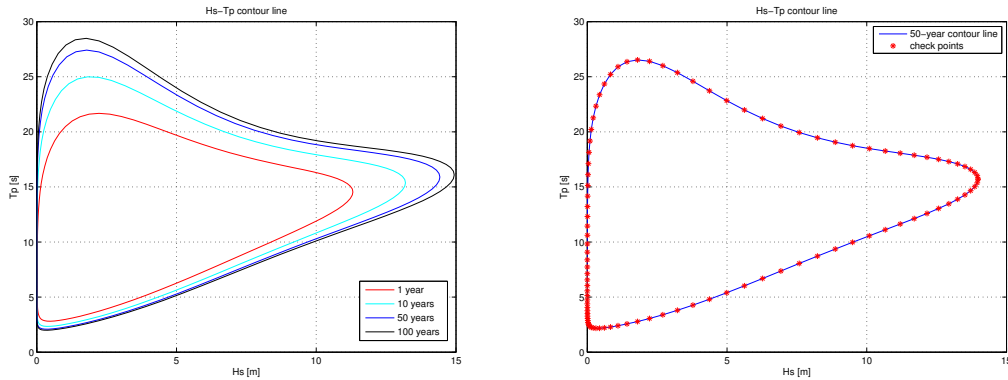 Hs−Tp contour line
30
25
20
15
10
5
0
Tp [s]
0 5 10 15
Hs [m]
1 year
10 years
50 years
100 years
Hs−Tp contour line
30
25
20
15
10
5
0
Tp [s]
0 5 10 15
Hs [m]
50−year contour line
check points